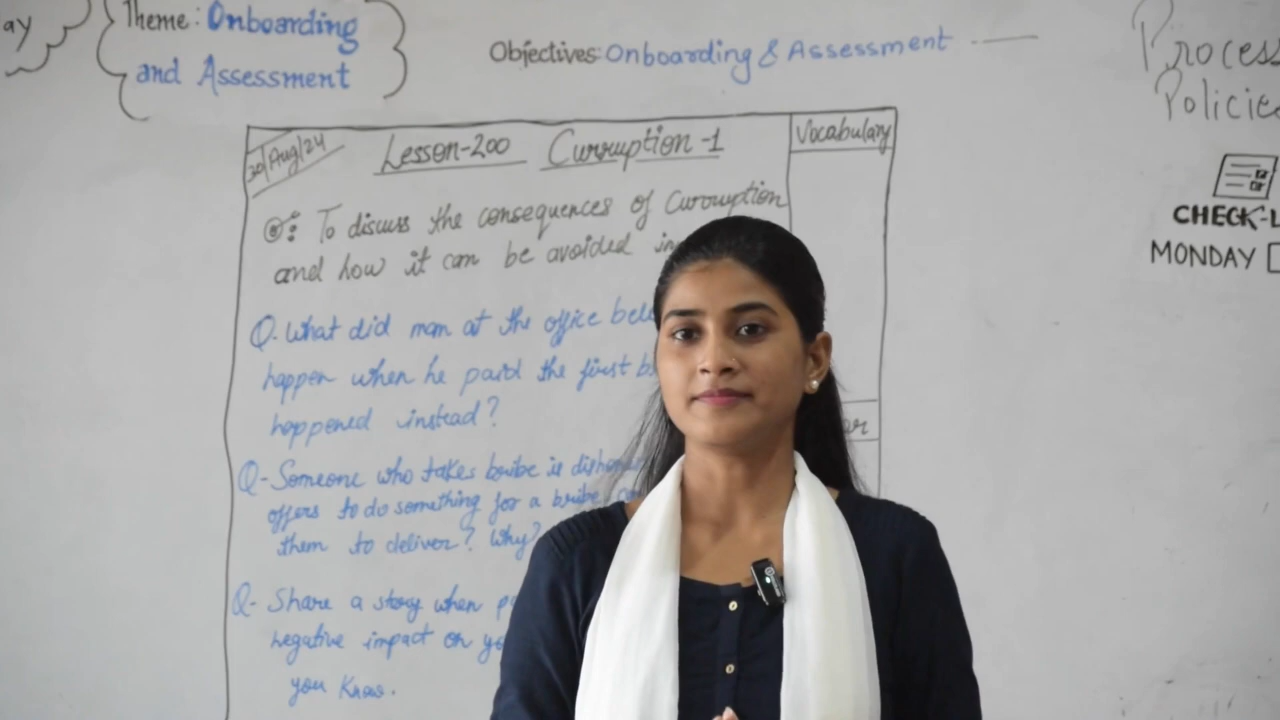 ay
Theme: Onboarding
and Assessment
Objectives: Onboarding & Assessment
Process
Policies
30/Aug/24
Lesson-200 Curruption-1
Vocabulary
To discuss the consequences of Curruption
and how it can be avoided in
Q. What did man at the office
happen when he paid the first
happened instead?
Q- Someone who takes bribe is
offers to do something for a bribe
them to deliver? Why?
Q- Share a story when
negative impact on
you know.
CHECK-L
MONDAY